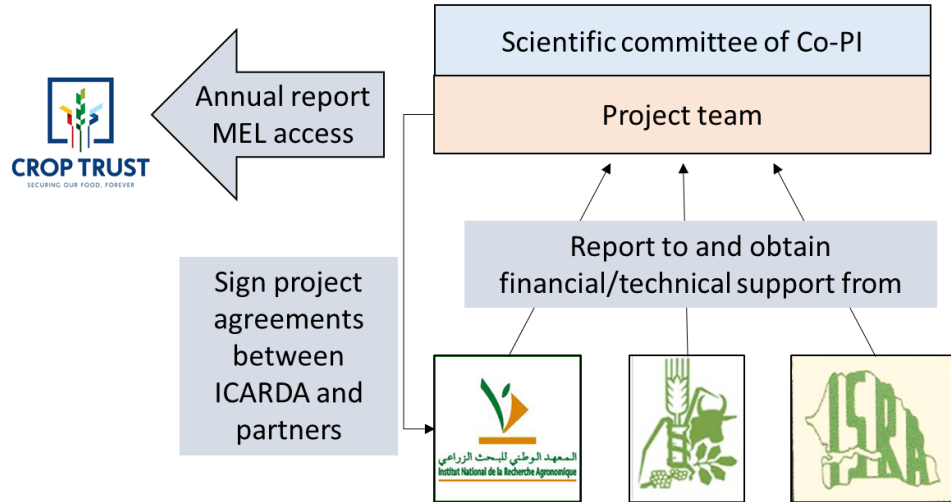 Scientific committee of Co-PI
Project team
Annual report
MEL access
CROP TRUST
SECURING OUR FOOD, FOREVER
Report to and obtain
financial/technical support from
Sign project
agreements
between
ICARDA and
partners
المعهد الوطني للبحث الزراعي
Institut National de la Recherche Agronomique
ISRA